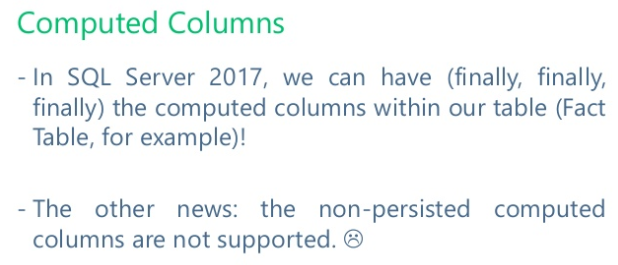 Computed Columns
- In SQL Server 2017, we can have (finally, finally,
finally) the computed columns within our table (Fact
Table, for example)!
- The other news: the non-persisted computed
columns are not supported. ☹